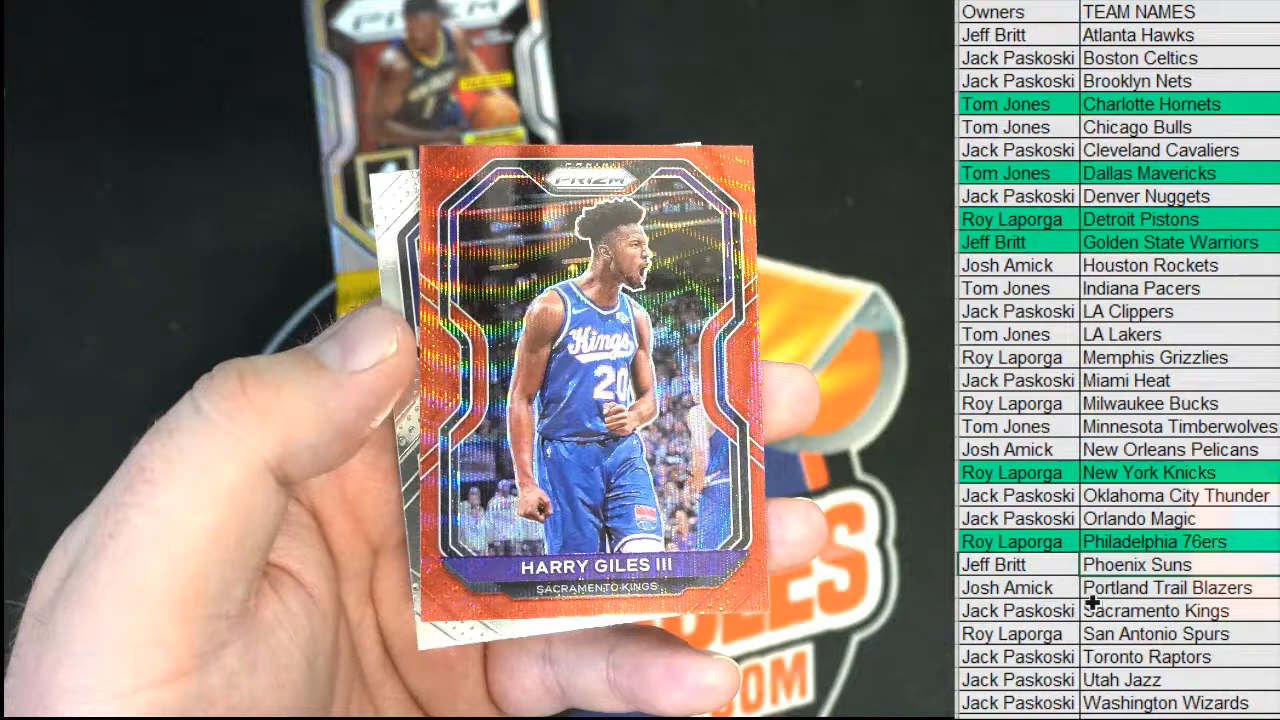 PRIZM
PANINI
PRIZM
Kings
20
HARRY GILES III
SACRAMENTO KINGS
.COM
Owners TEAM NAMES
Jeff Britt Atlanta Hawks
Jack Paskoski Boston Celtics
Jack Paskoski Brooklyn Nets
Tom Jones Charlotte Hornets
Tom Jones Chicago Bulls
Jack Paskoski Cleveland Cavaliers
Tom Jones Dallas Mavericks
Jack Paskoski Denver Nuggets
Roy Laporga Detroit Pistons
Jeff Britt Golden State Warriors
Josh Amick Houston Rockets
Tom Jones Indiana Pacers
Jack Paskoski LA Clippers
Tom Jones LA Lakers
Roy Laporga Memphis Grizzlies
Jack Paskoski Miami Heat
Roy Laporga Milwaukee Bucks
Tom Jones Minnesota Timberwolves
Josh Amick New Orleans Pelicans
Roy Laporga New York Knicks
Jack Paskoski Oklahoma City Thunder
Jack Paskoski Orlando Magic
Roy Laporga Philadelphia 76ers
Jeff Britt Phoenix Suns
Josh Amick Portland Trail Blazers
Jack Paskoski Sacramento Kings
Roy Laporga San Antonio Spurs
Jack Paskoski Toronto Raptors
Jack Paskoski Utah Jazz
Jack Paskoski Washington Wizards